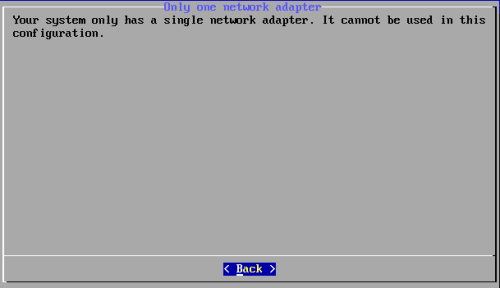 Only one network adapter
Your system only has a single network adapter. It cannot be used in this
configuration.
< Back >